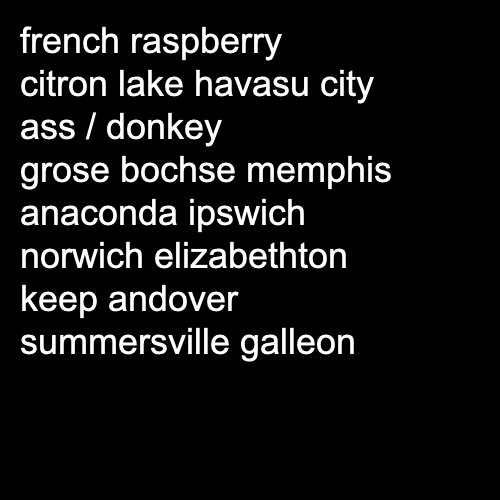 french raspberry
citron lake havasu city
ass / donkey
grose bochse memphis
anaconda ipswich
norwich elizabethton
keep andover
summersville galleon